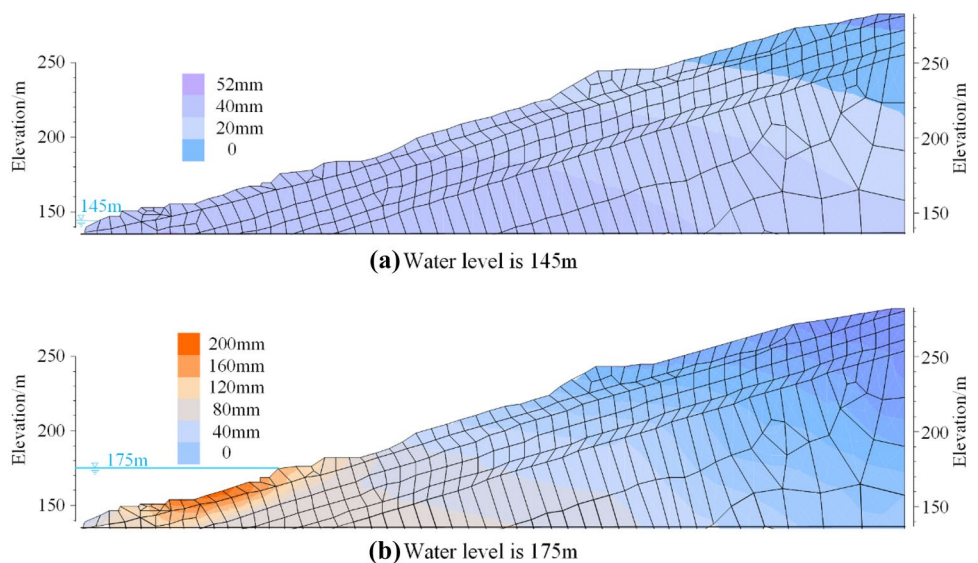 250
200
150
Elevation/m
52mm
40mm
20mm
0
145m
250
200
150
Elevation/m
(a) Water level is 145m
250
200
150
Elevation/m
200mm
160mm
120mm
80mm
40mm
0
175m
250
200
150
Elevation/m
(b) Water level is 175m